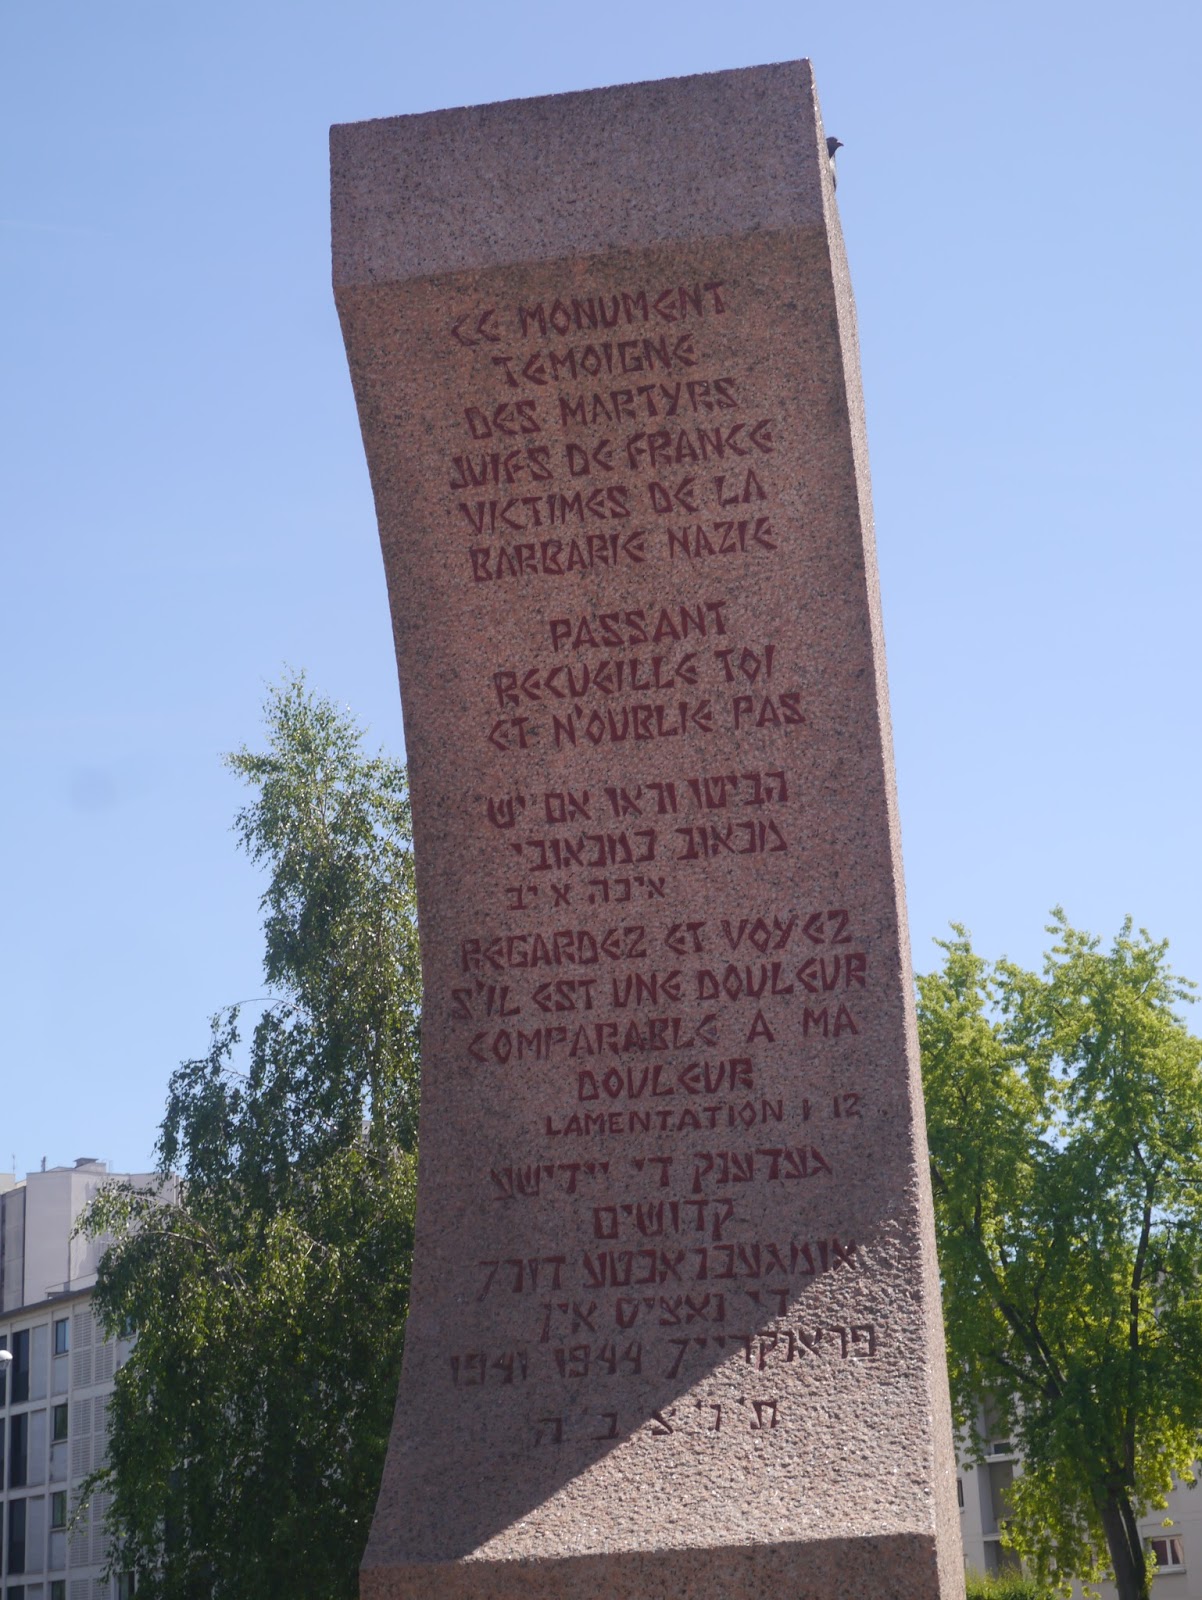 CE MONUMENT
TEMOIGNE
DES MARTYRS
JUIFS DE FRANCE
VICTIMES DE LA
BARBARIE NAZIE
PASSANT
RECUEILLE TOI
ET N'OUBLIE PAS
הביטו וראו אם יש
מכאוב כמכאובי
איכה א יב
REGARDEZ ET VOYEZ
S'IL EST UNE DOULEUR
COMPARABLE A MA
DOULEUR
LAMENTATION I 12
געדענק די יידישע
קדושים
אומגעבראכטע דורך
די נאציס אין
פראנקרייך 1944 1941
ת' נ' צ' ב' ה